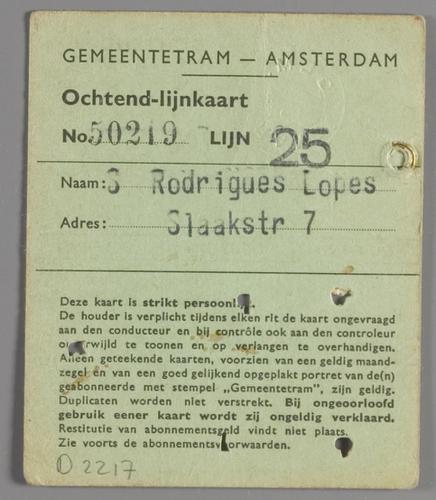 GEMEENTETRAM — AMSTERDAM
Ochtend-lijnkaart
No. 50219 LIJN 25
Naam: S Rodrigues Lopes
Adres: Slaakstr 7
Deze kaart is strikt persoonlijk.
De houder is verplicht tijdens elken rit de kaart ongevraagd
aan den conducteur en bij contrôle ook aan den controleur
onverwijld te toonen en op verlangen te overhandigen.
Alleen geteekende kaarten, voorzien van een geldig maand-
zegel en van een goed gelijkend opgeplakt portret van de(n)
geabonneerde met stempel „Gemeentetram", zijn geldig.
Duplicaten worden niet verstrekt. Bij ongeoorloofd
gebruik eener kaart wordt zij ongeldig verklaard.
Restitutie van abonnementsgeld vindt niet plaats.
Zie voorts de abonnementsvoorwaarden.
D 2217